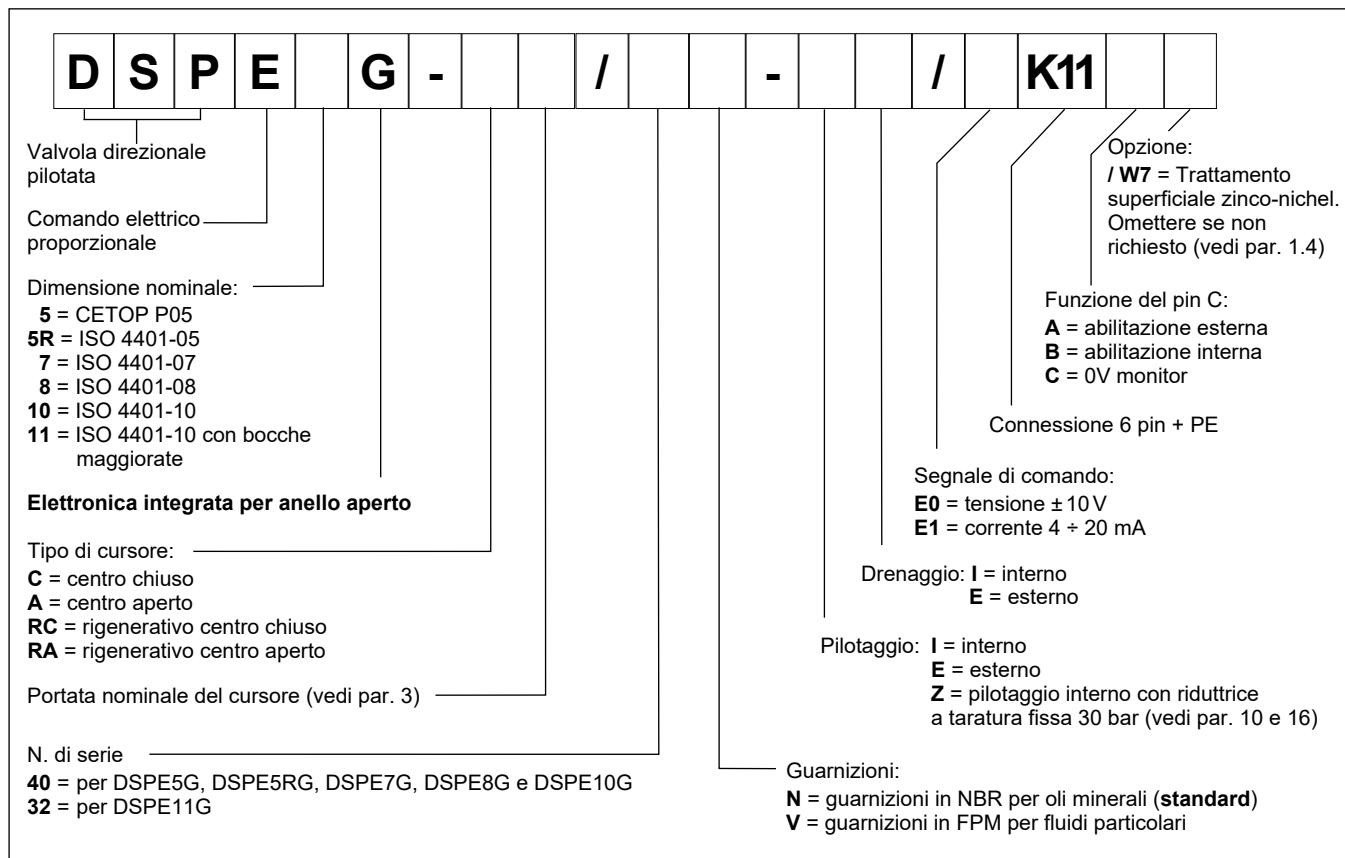 D S P E G - / - / K11
Valvola direzionale
pilotata
Comando elettrico
proporzionale
Dimensione nominale:
5 = CETOP P05
5R = ISO 4401-05
7 = ISO 4401-07
8 = ISO 4401-08
10 = ISO 4401-10
11 = ISO 4401-10 con bocche
maggiorate
Elettronica integrata per anello aperto
Tipo di cursore:
C = centro chiuso
A = centro aperto
RC = rigenerativo centro chiuso
RA = rigenerativo centro aperto
Portata nominale del cursore (vedi par. 3)
N. di serie
40 = per DSPE5G, DSPE5RG, DSPE7G, DSPE8G e DSPE10G
32 = per DSPE11G
Opzione:
/ W7 = Trattamento
superficiale zinco-nichel.
Omettere se non
richiesto (vedi par. 1.4)
Funzione del pin C:
A = abilitazione esterna
B = abilitazione interna
C = 0V monitor
Connessione 6 pin + PE
Segnale di comando:
E0 = tensione ±10 V
E1 = corrente 4 ÷ 20 mA
Drenaggio: I = interno
E = esterno
Pilotaggio: I = interno
E = esterno
Z = pilotaggio interno con riduttrice
a taratura fissa 30 bar (vedi par. 10 e 16)
Guarnizioni:
N = guarnizioni in NBR per oli minerali (standard)
V = guarnizioni in FPM per fluidi particolari